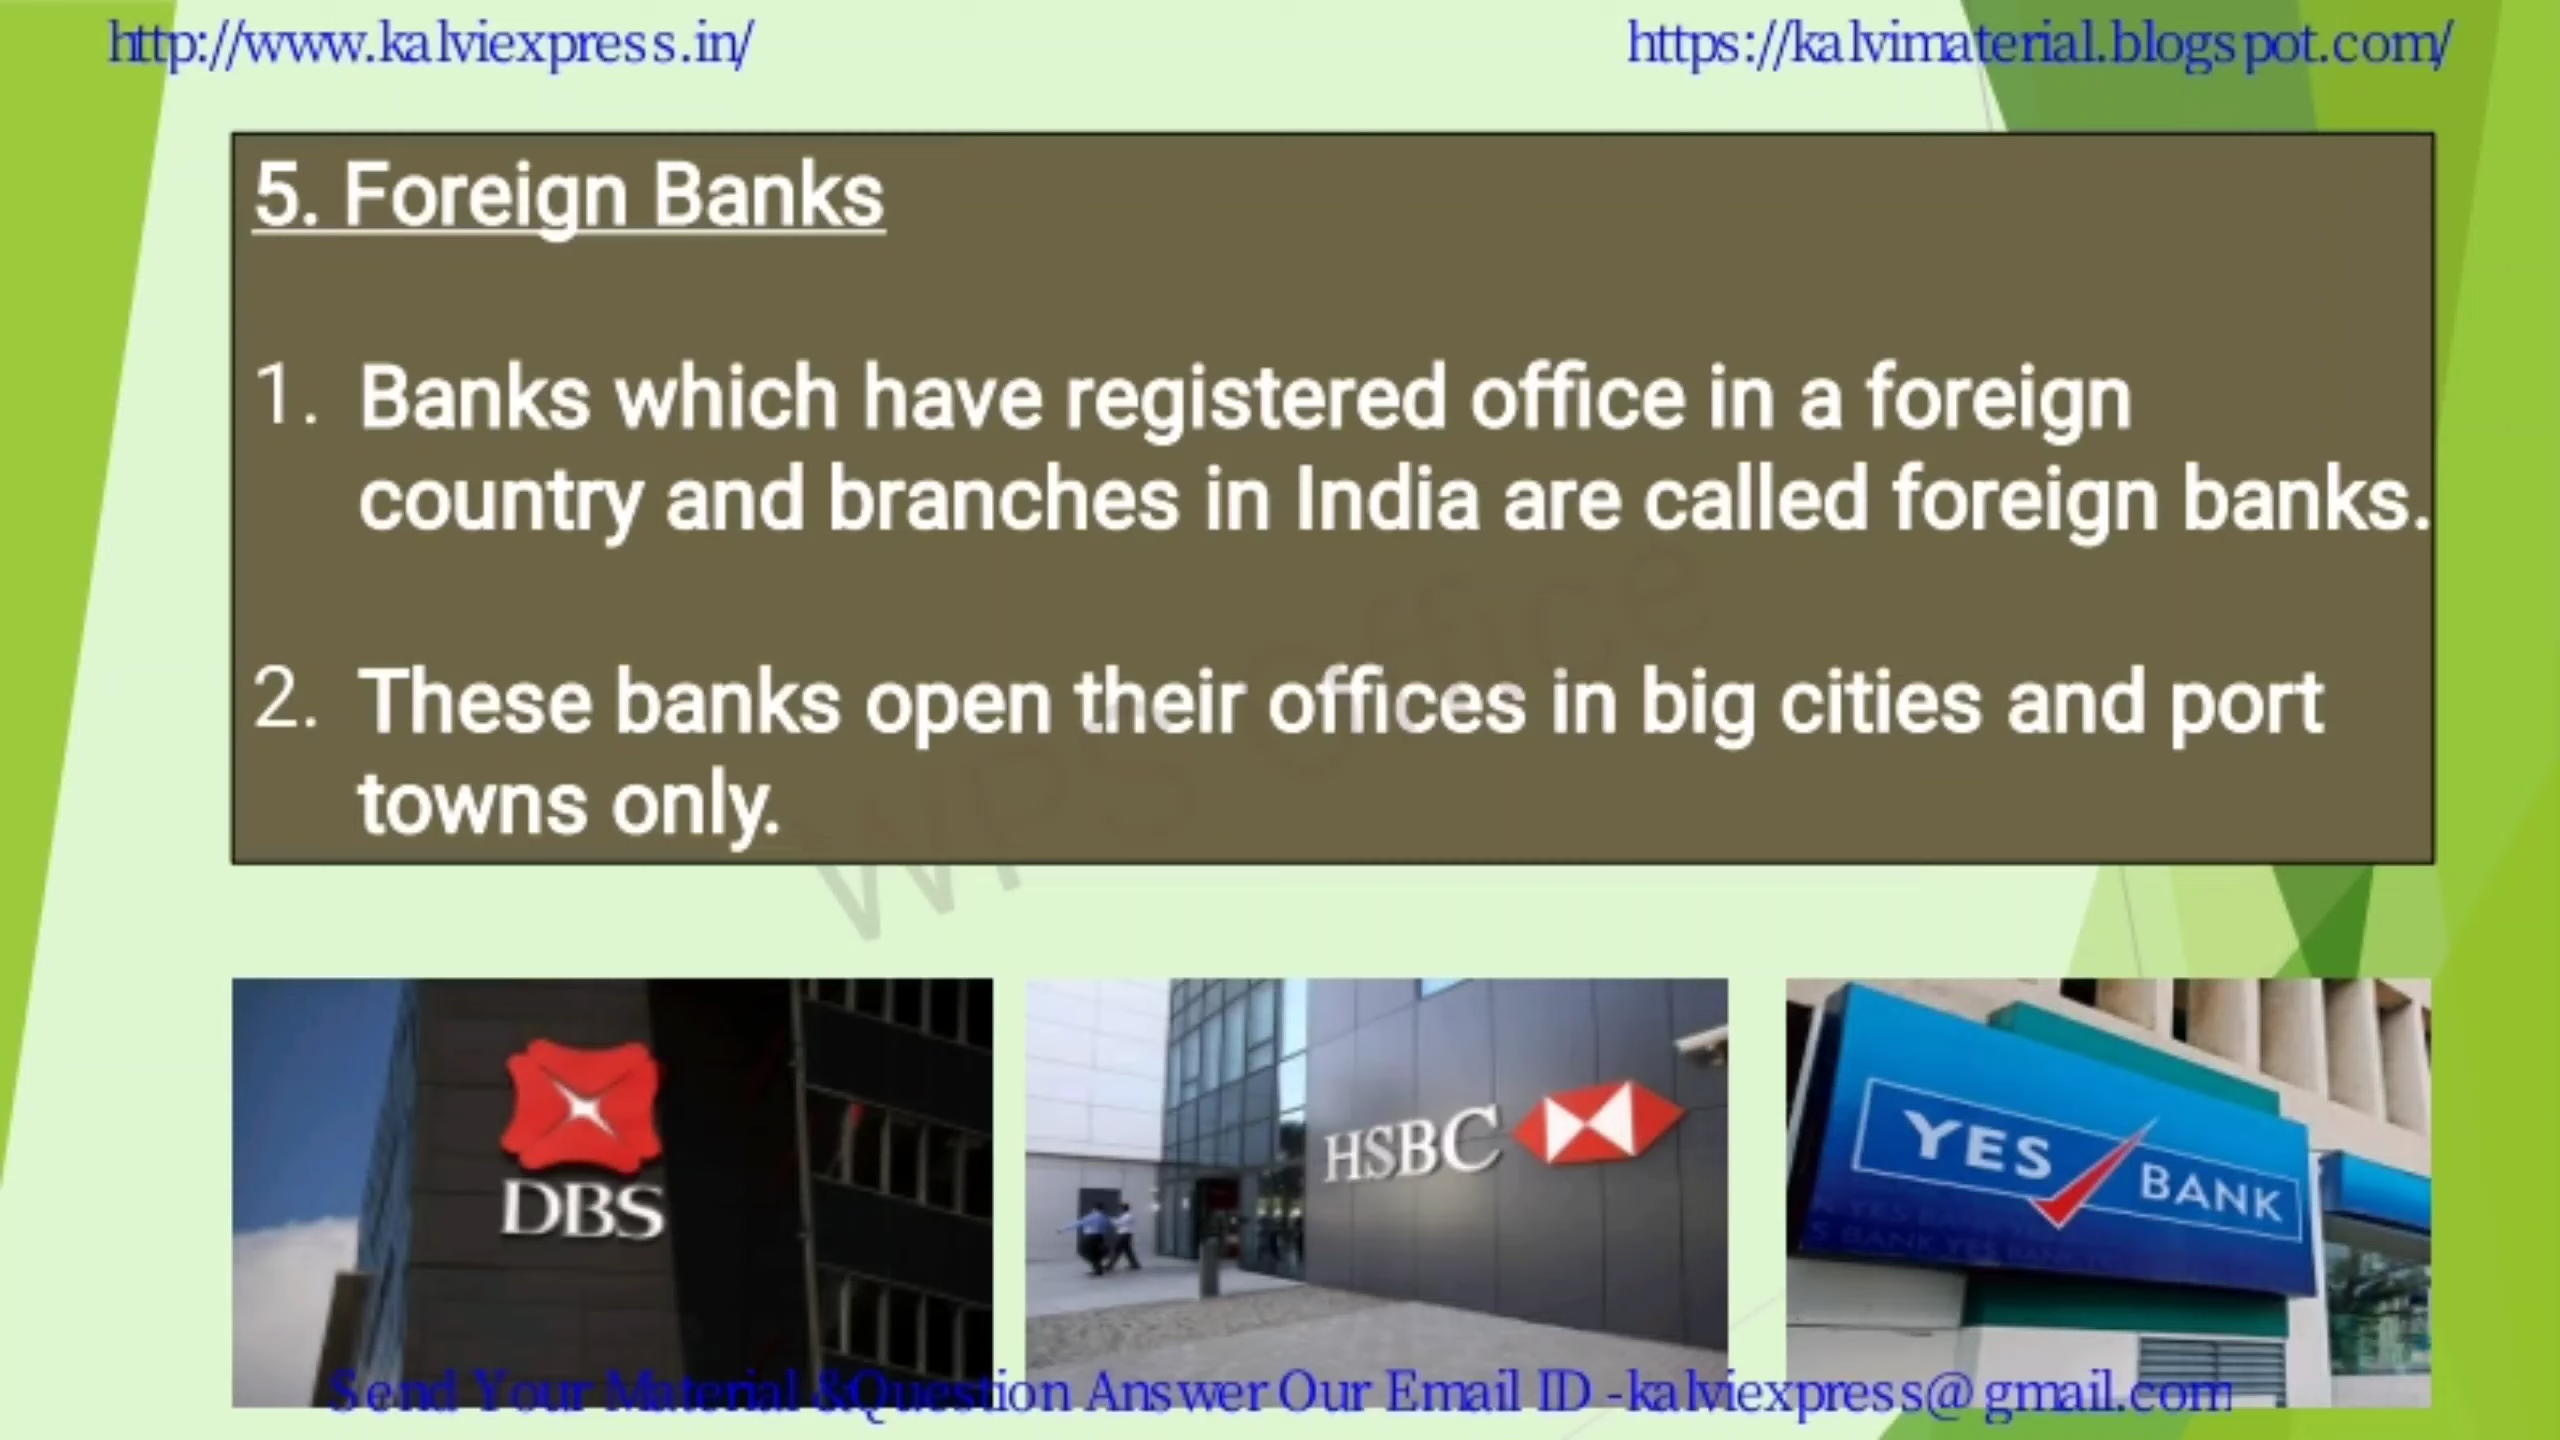 http://www.kalviexpress.in/
https://kalvimaterial.blogspot.com/
5. Foreign Banks
1. Banks which have registered office in a foreign
country and branches in India are called foreign banks.
2. These banks open their offices in big cities and port
towns only.
WPS Office
DBS
HSBC
YES BANK
Send Your Material &Question Answer Our Email ID -kalviexpress@gmail.com